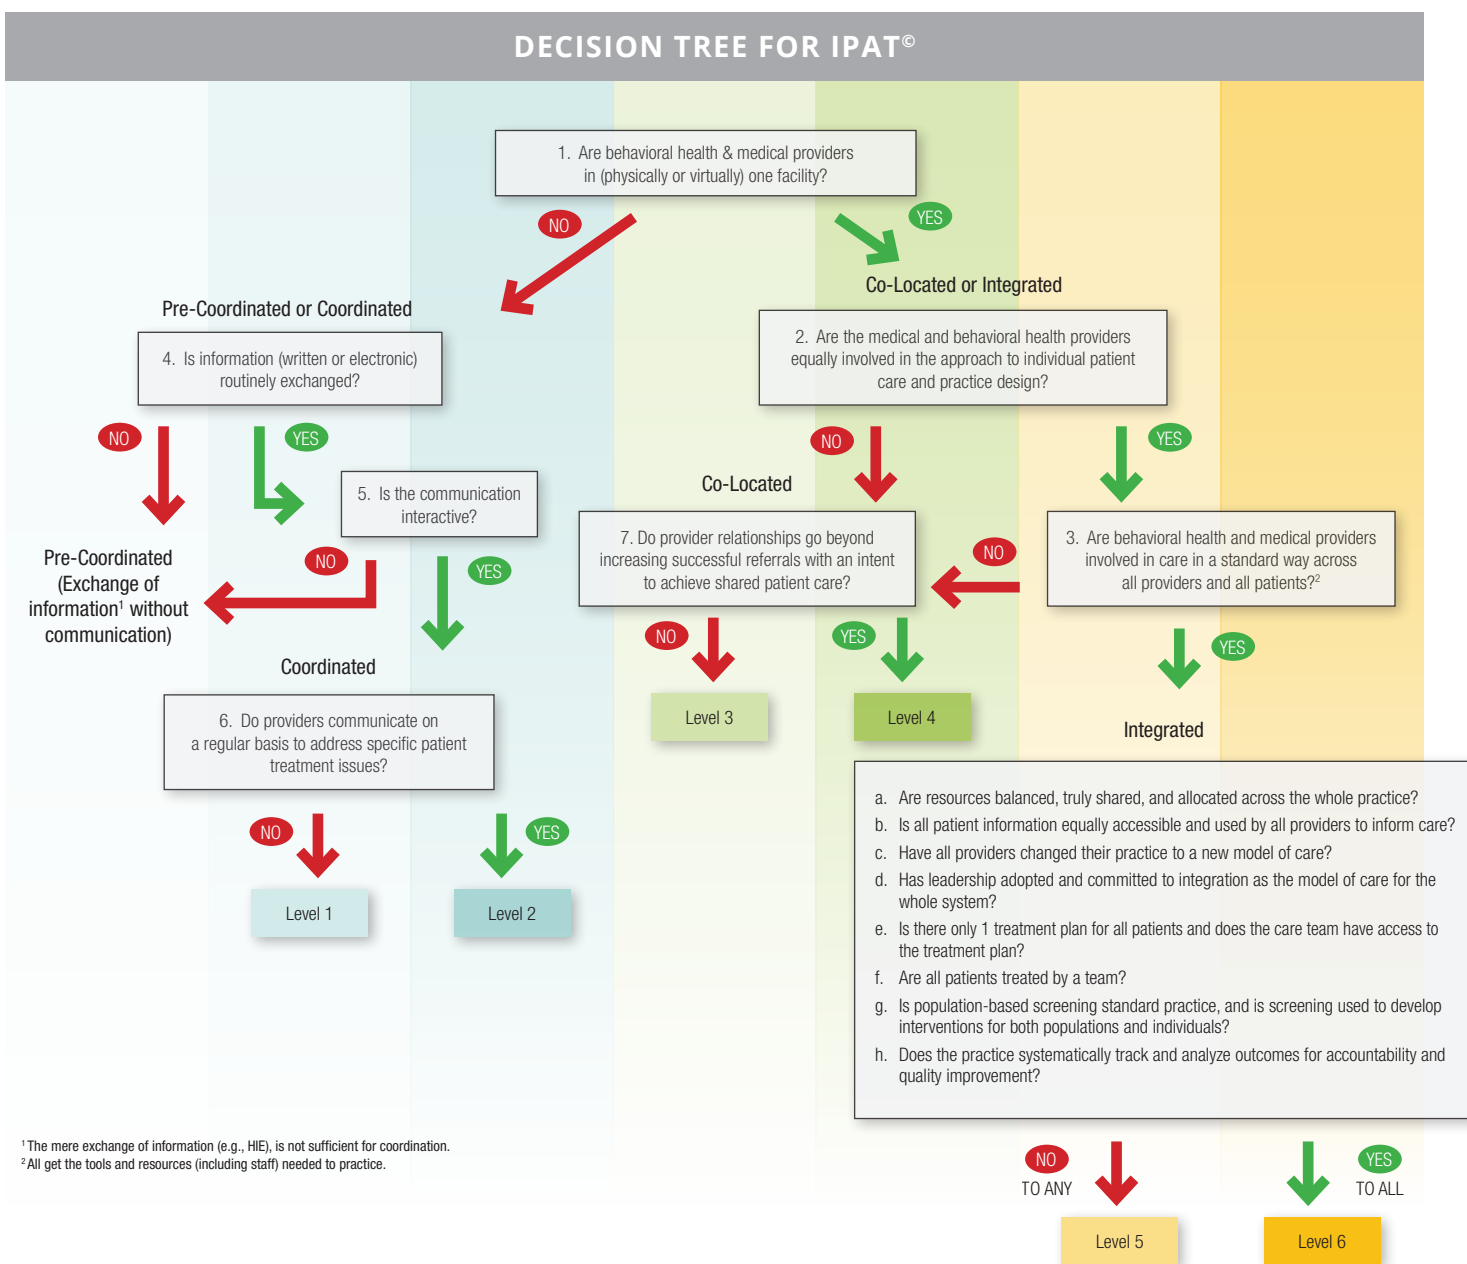 DECISION TREE FOR IPAT©
1. Are behavioral health & medical providers
in (physically or virtually) one facility?
NO
YES
Pre-Coordinated or Coordinated
Co-Located or Integrated
4. Is information (written or electronic)
routinely exchanged?
2. Are the medical and behavioral health providers
equally involved in the approach to individual patient
care and practice design?
NO
YES
NO
YES
5. Is the communication
interactive?
Co-Located
7. Do provider relationships go beyond
increasing successful referrals with an intent
to achieve shared patient care?
NO
3. Are behavioral health and medical providers
involved in care in a standard way across
all providers and all patients?²
Pre-Coordinated
(Exchange of
information¹ without
communication)
NO
YES
NO
YES
YES
Coordinated
6. Do providers communicate on
a regular basis to address specific patient
treatment issues?
Level 3
Level 4
Integrated
NO
YES
Level 1
Level 2
a. Are resources balanced, truly shared, and allocated across the whole practice?
b. Is all patient information equally accessible and used by all providers to inform care?
c. Have all providers changed their practice to a new model of care?
d. Has leadership adopted and committed to integration as the model of care for the
whole system?
e. Is there only 1 treatment plan for all patients and does the care team have access to
the treatment plan?
f. Are all patients treated by a team?
g. Is population-based screening standard practice, and is screening used to develop
interventions for both populations and individuals?
h. Does the practice systematically track and analyze outcomes for accountability and
quality improvement?
¹ The mere exchange of information (e.g., HIE), is not sufficient for coordination.
² All get the tools and resources (including staff) needed to practice.
NO
TO ANY
YES
TO ALL
Level 5
Level 6